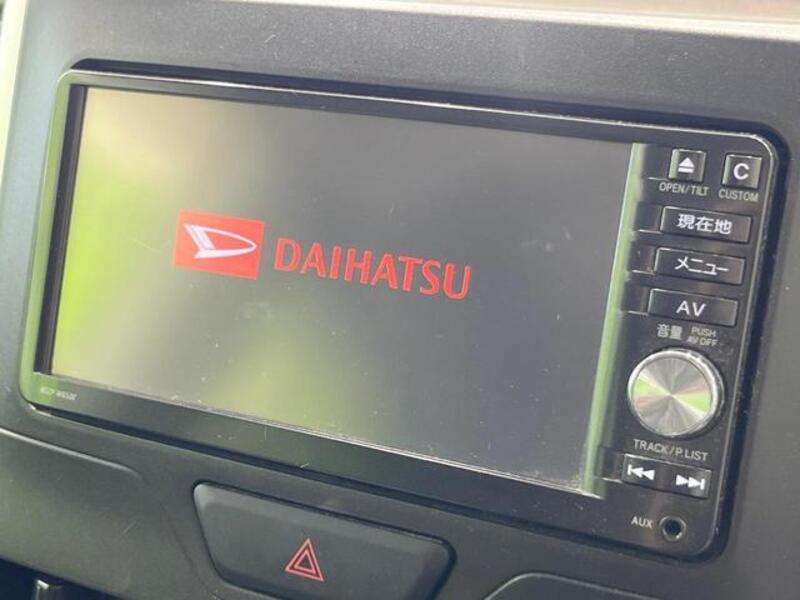 DAIHATSU
OPEN/TILT
C
CUSTOM
現在地
メニュー
AV
音量
PUSH
AV OFF
TRACK/P.LIST
AUX